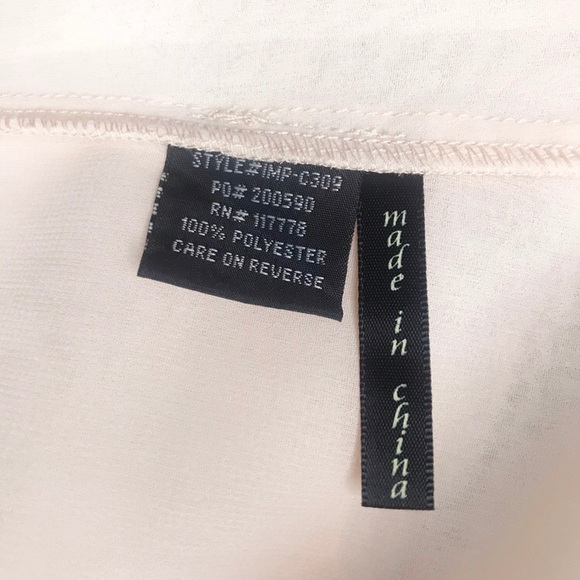 STYLE#IMP-C309
PO# 200590
RN# 117778
100% POLYESTER
CARE ON REVERSE
made in china